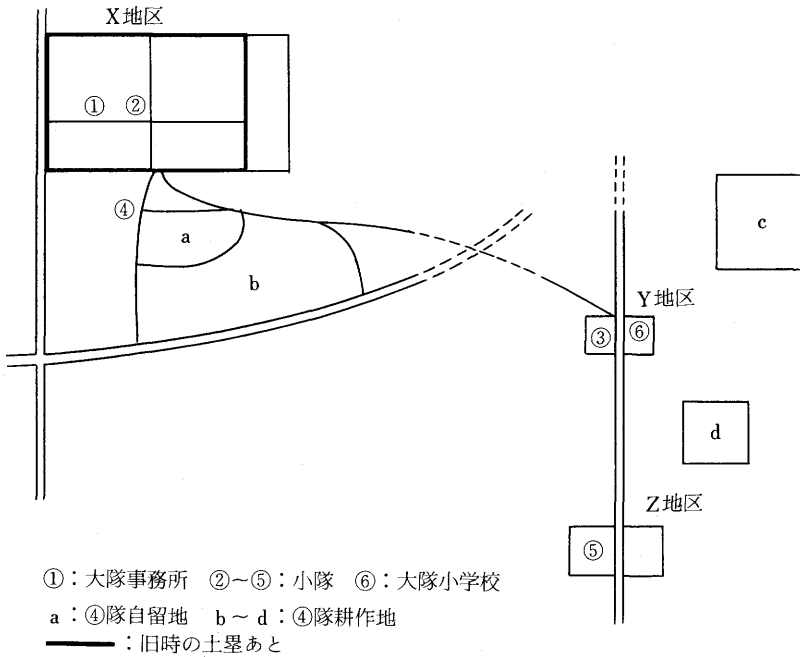 X地区
① ②
④
a
b
c
Y地区
③ ⑥
d
Z地区
⑤
①：大隊事務所 ②～⑤：小隊 ⑥：大隊小学校
a：④隊自留地 b～d：④隊耕作地
：旧時の土塁あと